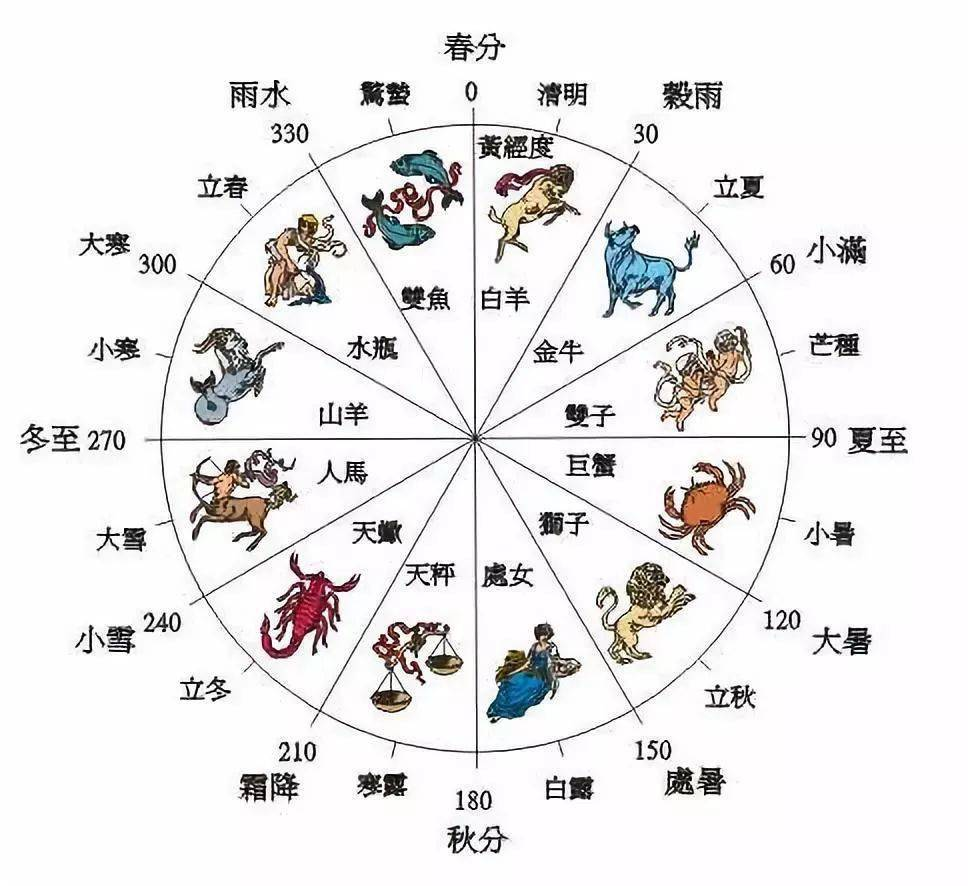 春分
雨水 驚蟄 0 清明 穀雨
330 30
黃經度
立春 立夏
大寒 300 60 小滿
雙魚 白羊
小寒 水瓶 金牛 芒種
山羊 雙子
冬至 270 90 夏至
人馬 巨蟹
大雪 天蠍 獅子 小暑
天秤 處女
小雪 240 120 大暑
立冬 立秋
210 150
霜降 寒露 180 白露 處暑
秋分